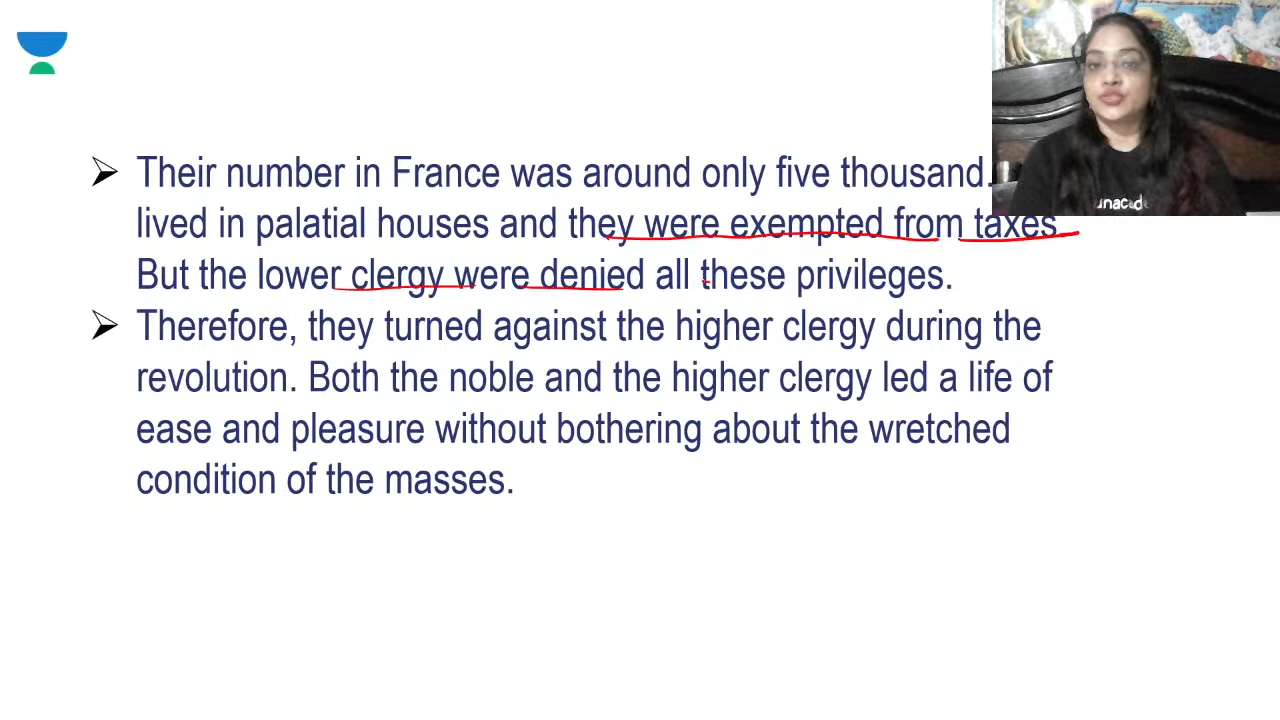 Their number in France was around only five thousand.
lived in palatial houses and they were exempted from taxes.
But the lower clergy were denied all these privileges.
Therefore, they turned against the higher clergy during the
revolution. Both the noble and the higher clergy led a life of
ease and pleasure without bothering about the wretched
condition of the masses.